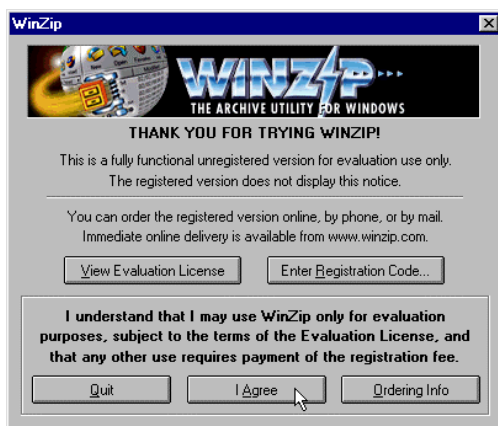 WinZip
WINZIP
THE ARCHIVE UTILITY FOR WINDOWS
THANK YOU FOR TRYING WINZIP!
This is a fully functional unregistered version for evaluation use only.
The registered version does not display this notice.
You can order the registered version online, by phone, or by mail.
Immediate online delivery is available from www.winzip.com.
View Evaluation License Enter Registration Code...
I understand that I may use WinZip only for evaluation
purposes, subject to the terms of the Evaluation License, and
that any other use requires payment of the registration fee.
Quit I Agree Ordering Info